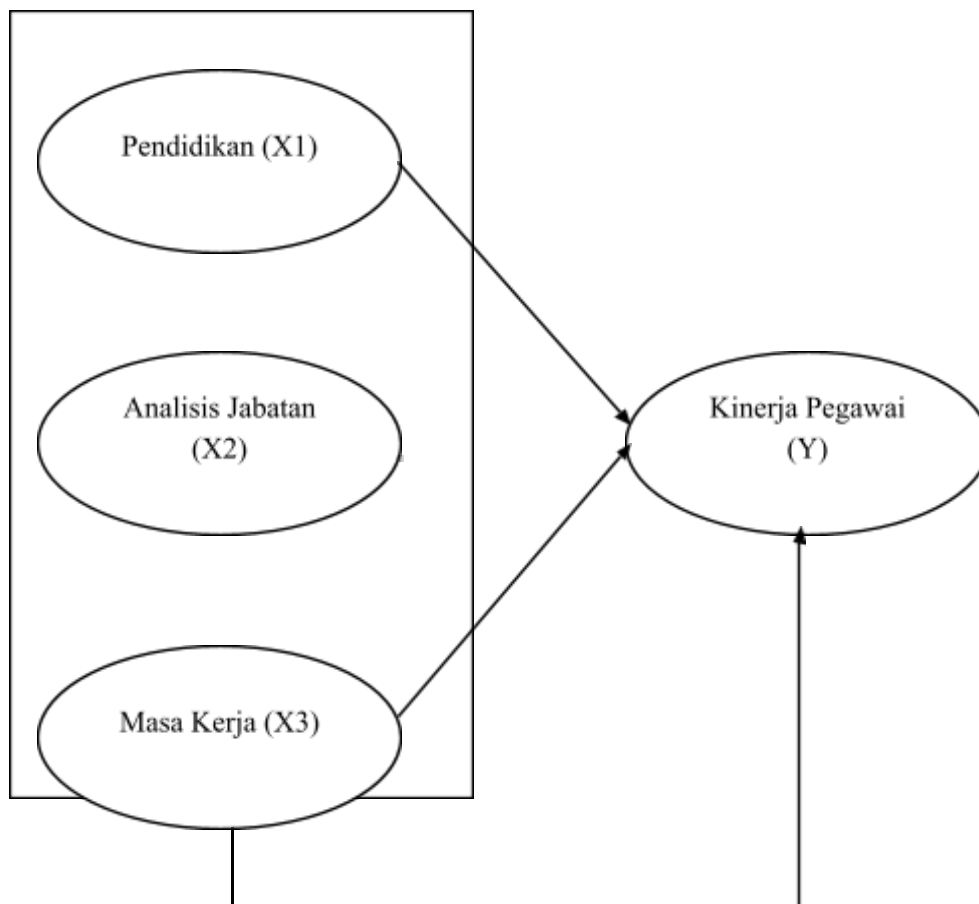 Pendidikan (X1)
Analisis Jabatan
(X2)
Kinerja Pegawai
(Y)
Masa Kerja (X3)